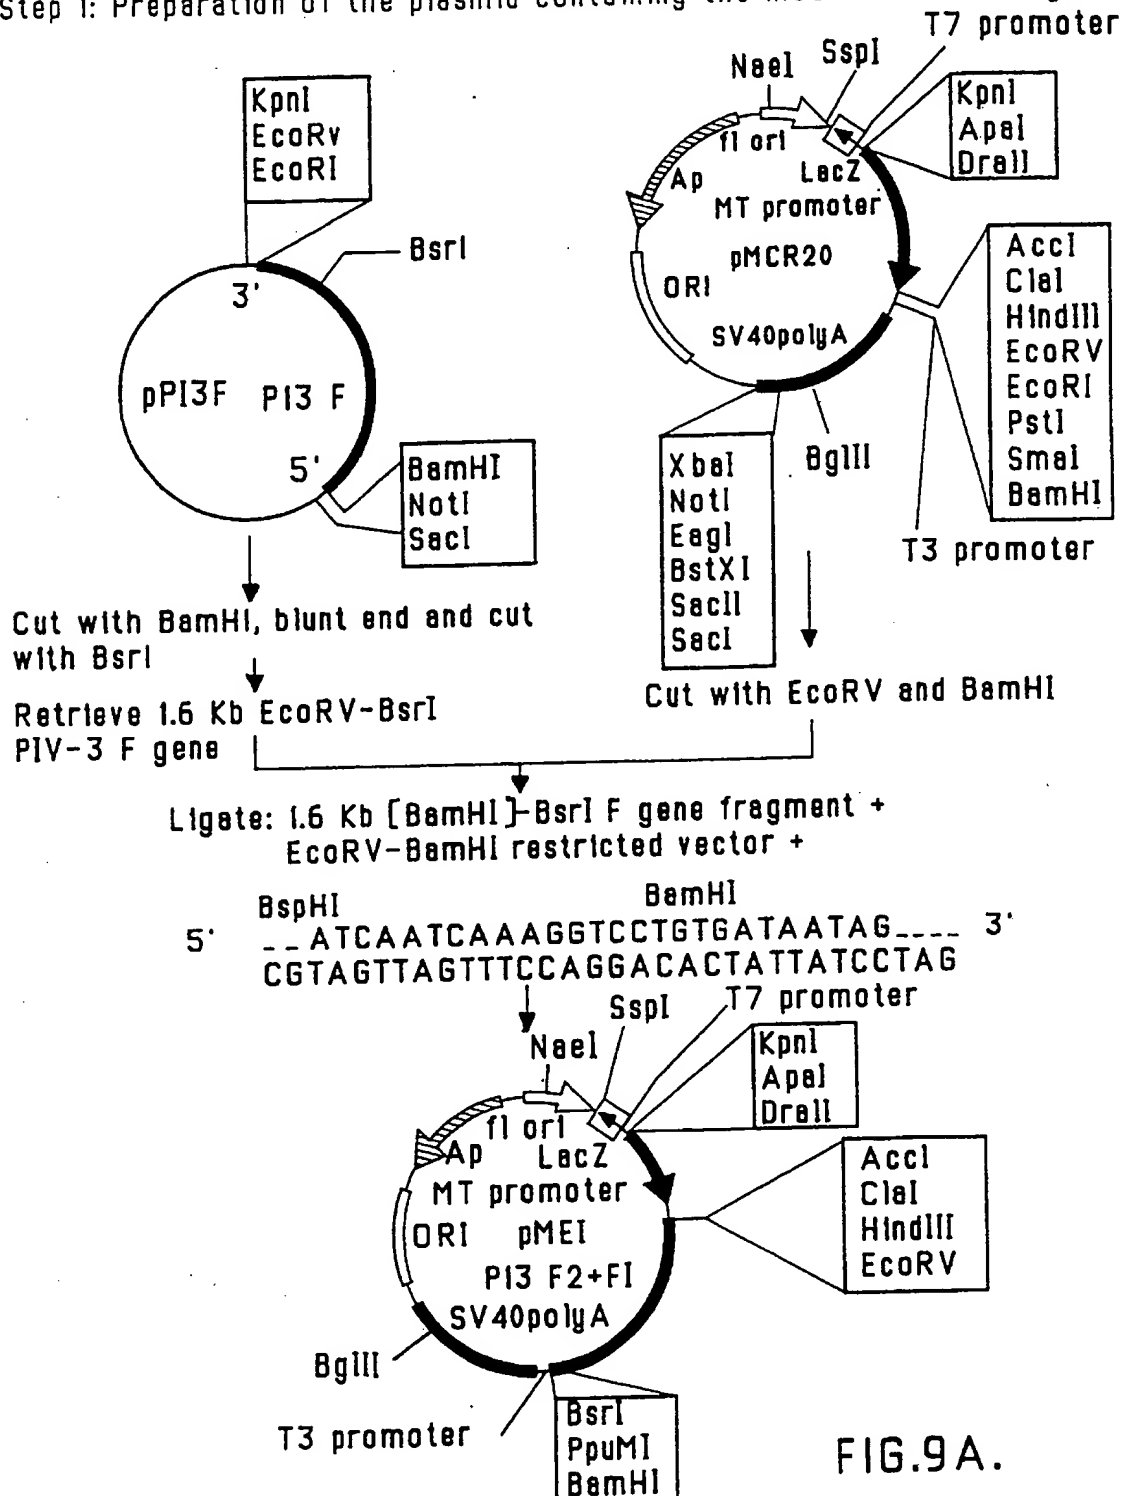 Step 1: Preparation of the plasmid containing the
T7 promoter
SspI
NaeI
KpnI
EcoRv
EcoRI
KpnI
ApaI
DraII
f1 ori
LacZ
Ap
MT promoter
pMCR20
ORI
SV40polyA
BsrI
3'
pPI3F PI3 F
5'
BamHI
NotI
SacI
AccI
ClaI
HindIII
EcoRV
EcoRI
PstI
SmaI
BamHI
BglII
XbaI
NotI
EagI
BstXI
SacII
SacI
T3 promoter
Cut with BamHI, blunt end and cut
with BsrI
Retrieve 1.6 Kb EcoRV-BsrI
PIV-3 F gene
Cut with EcoRV and BamHI
Ligate: 1.6 Kb [BamHI]-BsrI F gene fragment +
EcoRV-BamHI restricted vector +
BspHI BamHI
5' --ATCAATCAAAGGTCCTGTGATAATAG---- 3'
CGTAGTTAGTTTCCAGGACACTATTATCCTAG
SspI
T7 promoter
NaeI
KpnI
ApaI
DraII
f1 ori
Ap
LacZ
MT promoter
ORI
pMEI
PI3 F2+FI
SV40polyA
AccI
ClaI
HindIII
EcoRV
BglII
T3 promoter
BsrI
PpuMI
BamHI
FIG.9A.